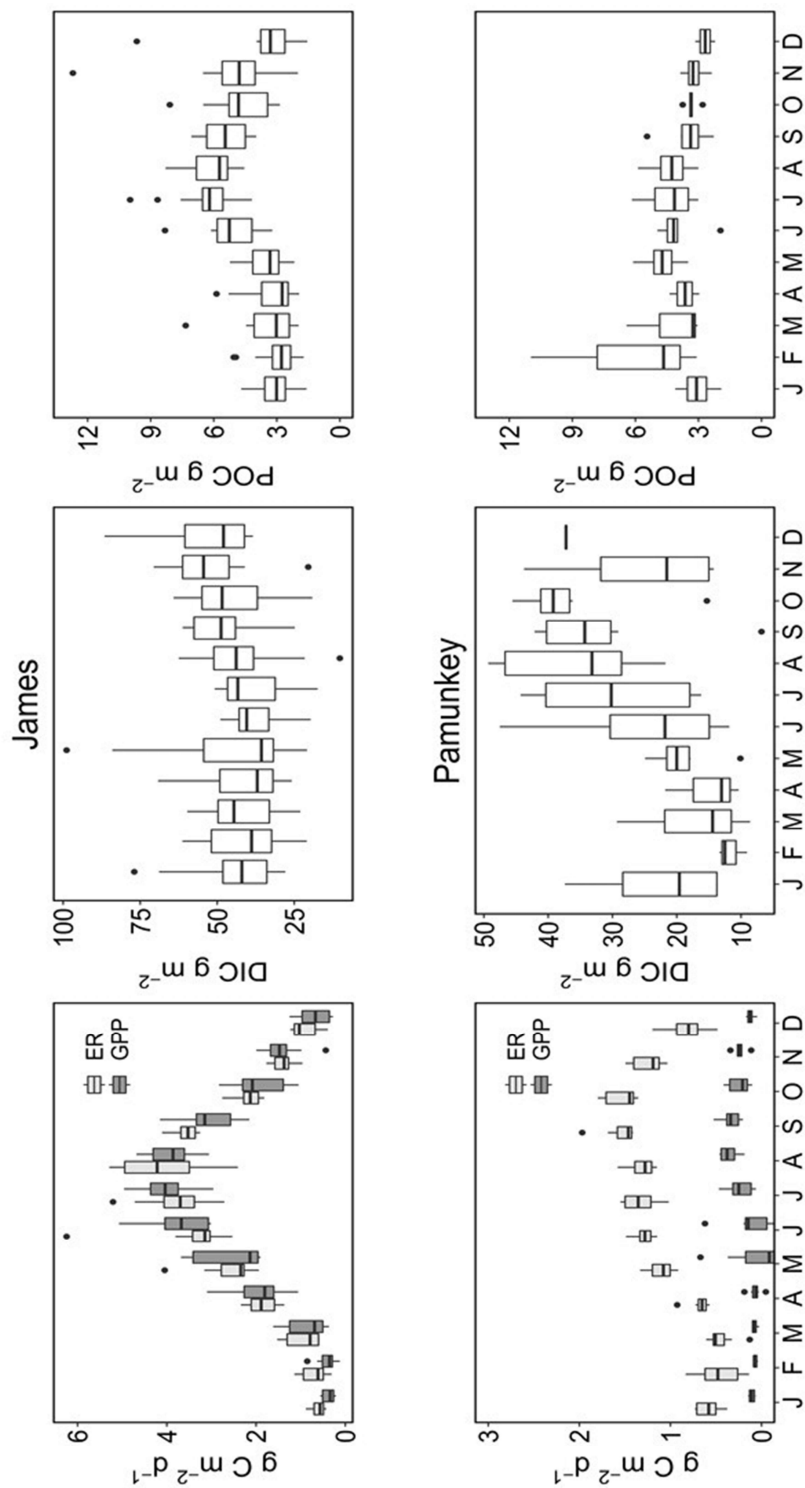 James
g C m⁻²d⁻¹
6
4
2
0
ER
GPP
DIC g m⁻²
100
75
50
25
POC g m⁻²
12
9
6
3
0
Pamunkey
g C m⁻²d⁻¹
3
2
1
0
ER
GPP
J F M A M J J A S O N D
DIC g m⁻²
50
40
30
20
10
J F M A M J J A S O N D
POC g m⁻²
12
9
6
3
0
J F M A M J J A S O N D